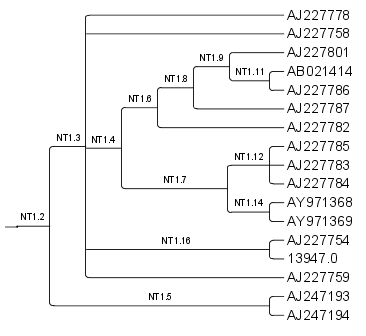 AJ227778
AJ227758
NT1.9 AJ227801
NT1.8 NT1.11 AB021414
AJ227786
NT1.6 AJ227787
AJ227782
NT1.3 NT1.4 AJ227785
NT1.12 AJ227783
NT1.7 AJ227784
NT1.14 AY971368
NT1.2 AY971369
NT1.16 AJ227754
13947.0
AJ227759
NT1.5 AJ247193
AJ247194